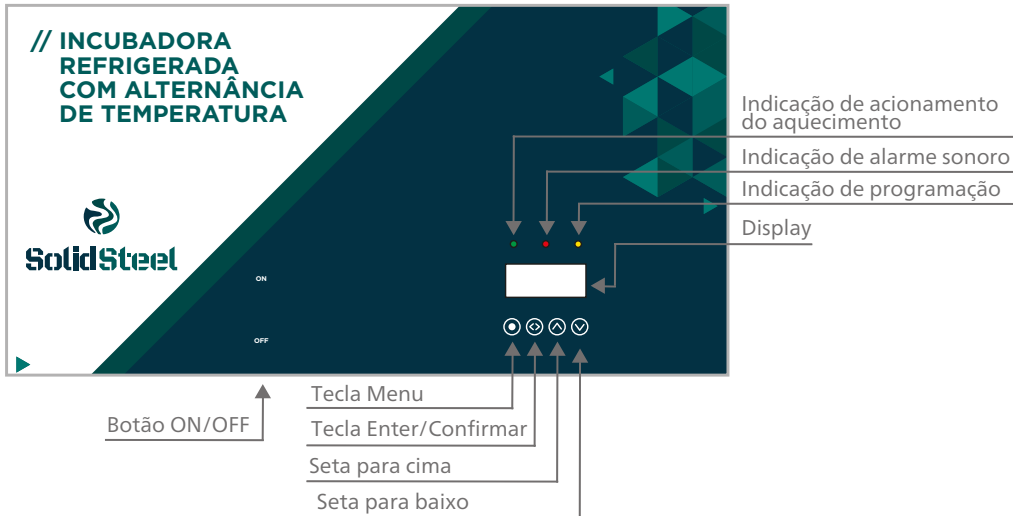 // INCUBADORA
REFRIGERADA
COM ALTERNÂNCIA
DE TEMPERATURA
SolidSteel
ON
OFF
Indicação de acionamento
do aquecimento
Indicação de alarme sonoro
Indicação de programação
Display
Botão ON/OFF
Tecla Menu
Tecla Enter/Confirmar
Seta para cima
Seta para baixo